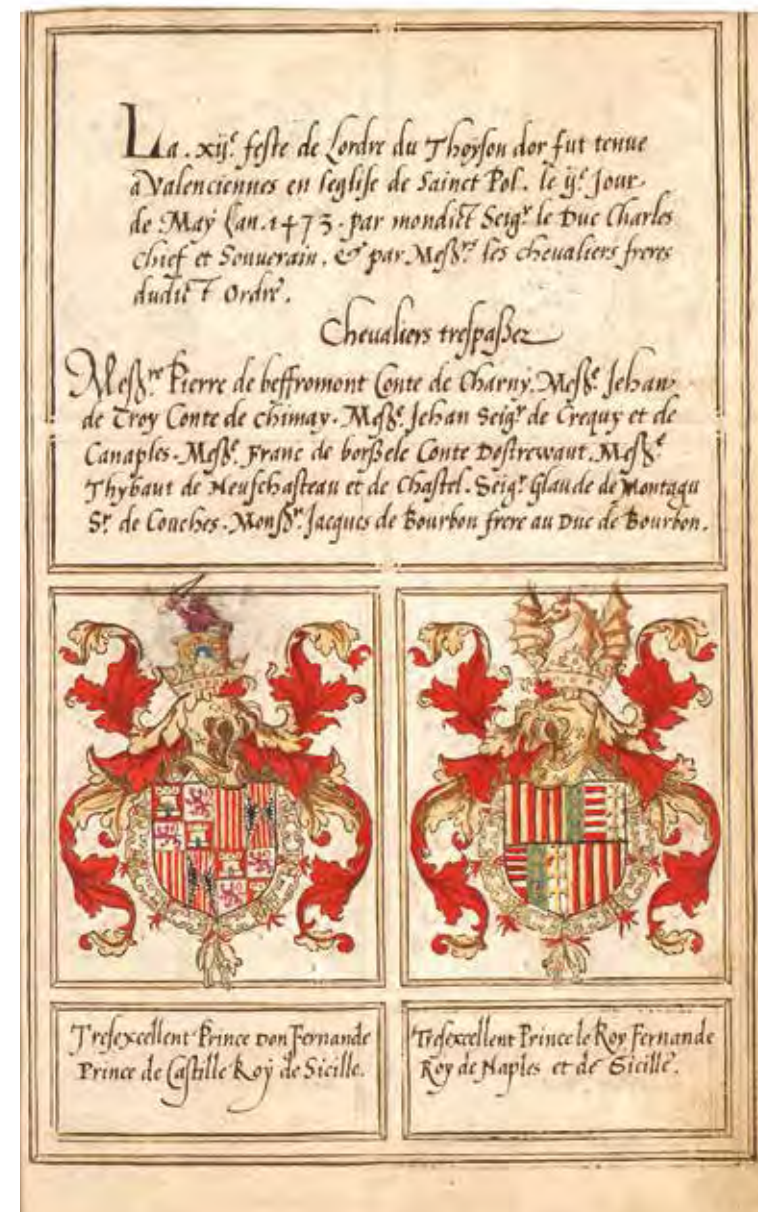 La . xij.e feste de Lordre du Thoyson dor fut tenue
a Valenciennes en leglise de Sainct Pol . le ij.e Jour
de May Lan . 1473 . par mondict Seig.r le Duc Charles
chief et Souuerain . & par Mess.rs les cheualiers freres
dudict Ordre .
Cheualiers trespassez
Mess.re Pierre de beffromont Conte de Charny . Mess.e Jehan
de Croy Conte de Chimay . Mess.e Jehan Seig.r de Crequy et de
Canaples . Mess.e Franc de borssele Conte Dostrewant . Mess.e
Thybaut de Neufchasteau et de Chastel . Seig.r Glaude de Montagu
S.r de Couches . Mons.r Jacques de Bourbon frere au Duc de Bourbon .
Tresexcellent Prince Don Fernande
Prince de Castille Roy de Sicille .
Tresexcellent Prince le Roy Fernande
Roy de Naples et de Sicille .